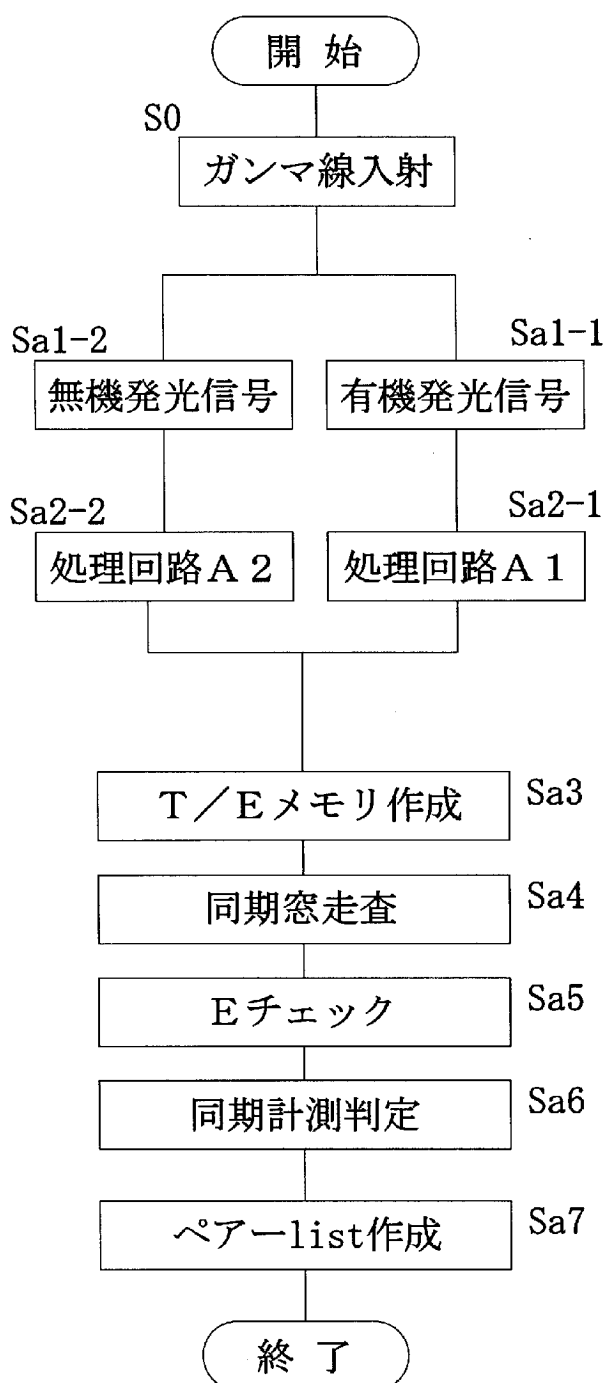 開始
S0
ガンマ線入射
Sa1-2
無機発光信号
Sa1-1
有機発光信号
Sa2-2
処理回路A2
Sa2-1
処理回路A1
T/Eメモリ作成
Sa3
同期窓走査
Sa4
Eチェック
Sa5
同期計測判定
Sa6
ペアーlist作成
Sa7
終了